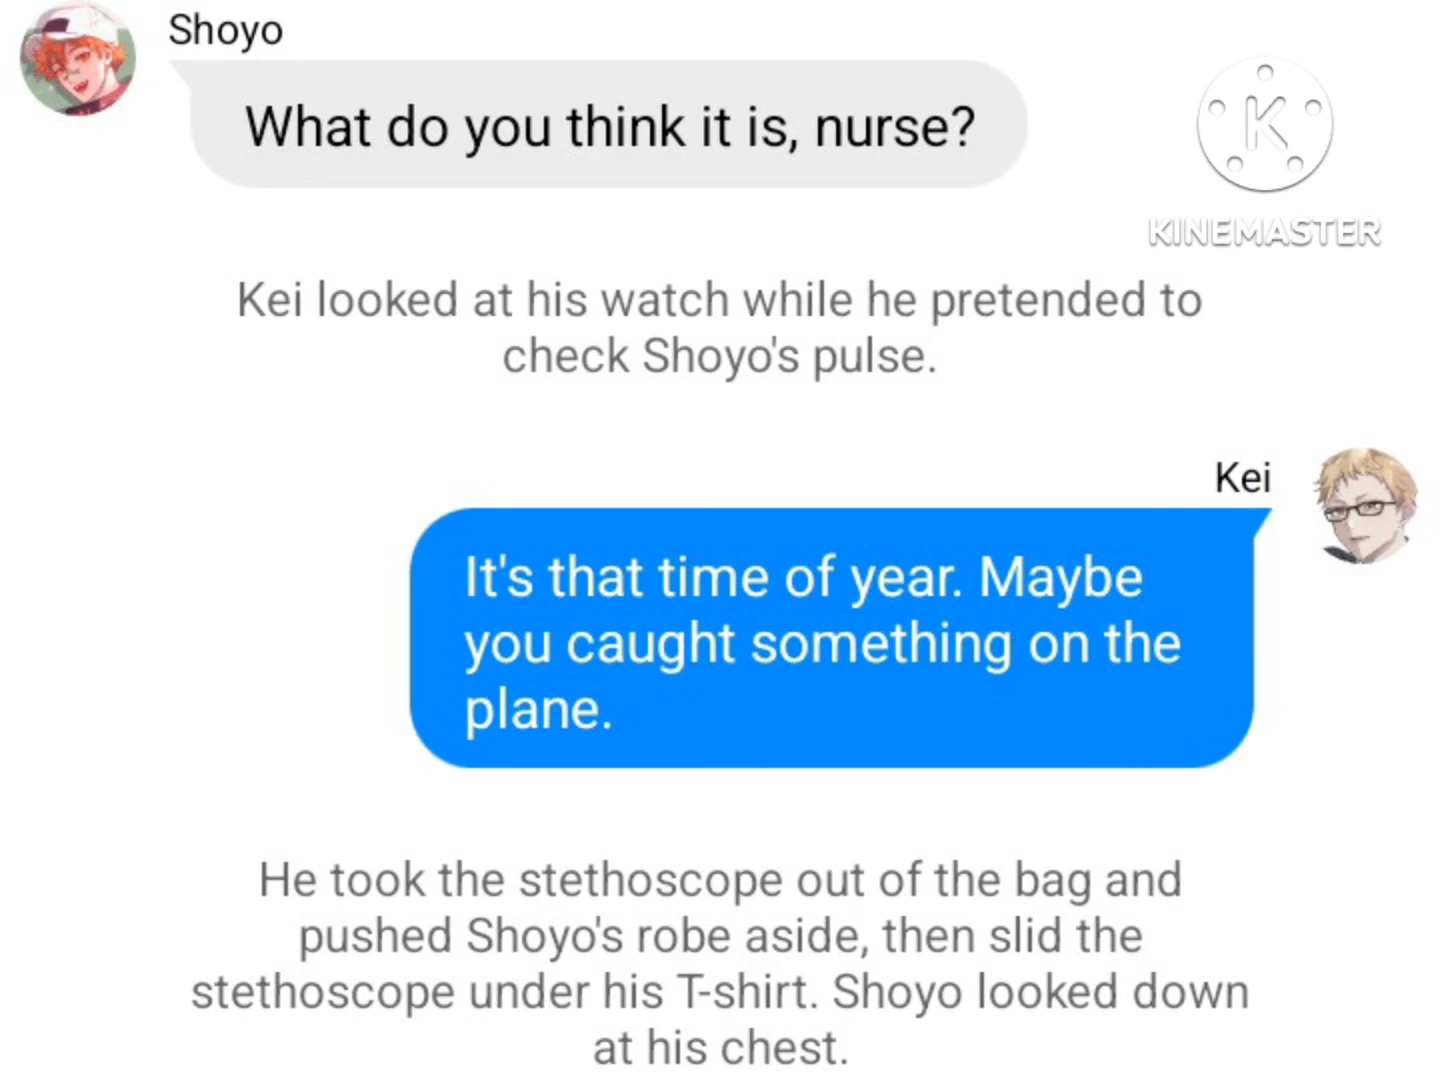 Shoyo
What do you think it is, nurse?
K
KINEMASTER
Kei looked at his watch while he pretended to
check Shoyo's pulse.
Kei
It's that time of year. Maybe
you caught something on the
plane.
He took the stethoscope out of the bag and
pushed Shoyo's robe aside, then slid the
stethoscope under his T-shirt. Shoyo looked down
at his chest.